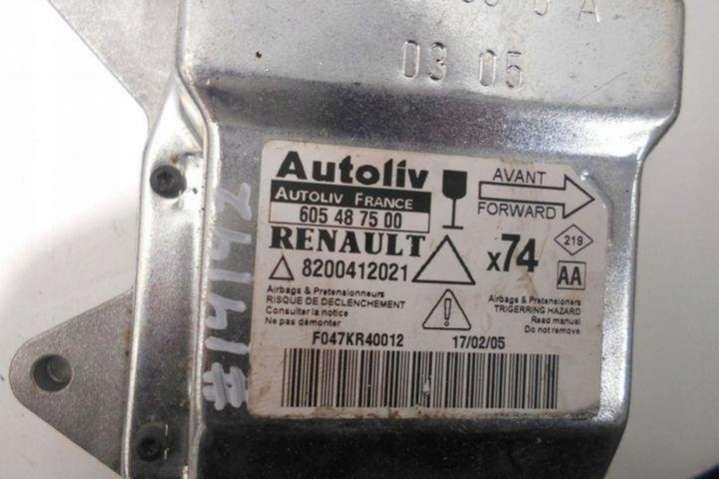 03 05
Autoliv
AUTOLIV FRANCE
605 48 75 00
RENAULT
8200412021
AVANT
FORWARD
x74
219
AA
Airbags & Pretensionneurs
RISQUE DE DECLENCHEMENT
Consulter la notice
Ne pas démonter
Airbags & Pretensioners
TRIGERRING HAZARD
Read manual
Do not remove
F047KR40012
17/02/05